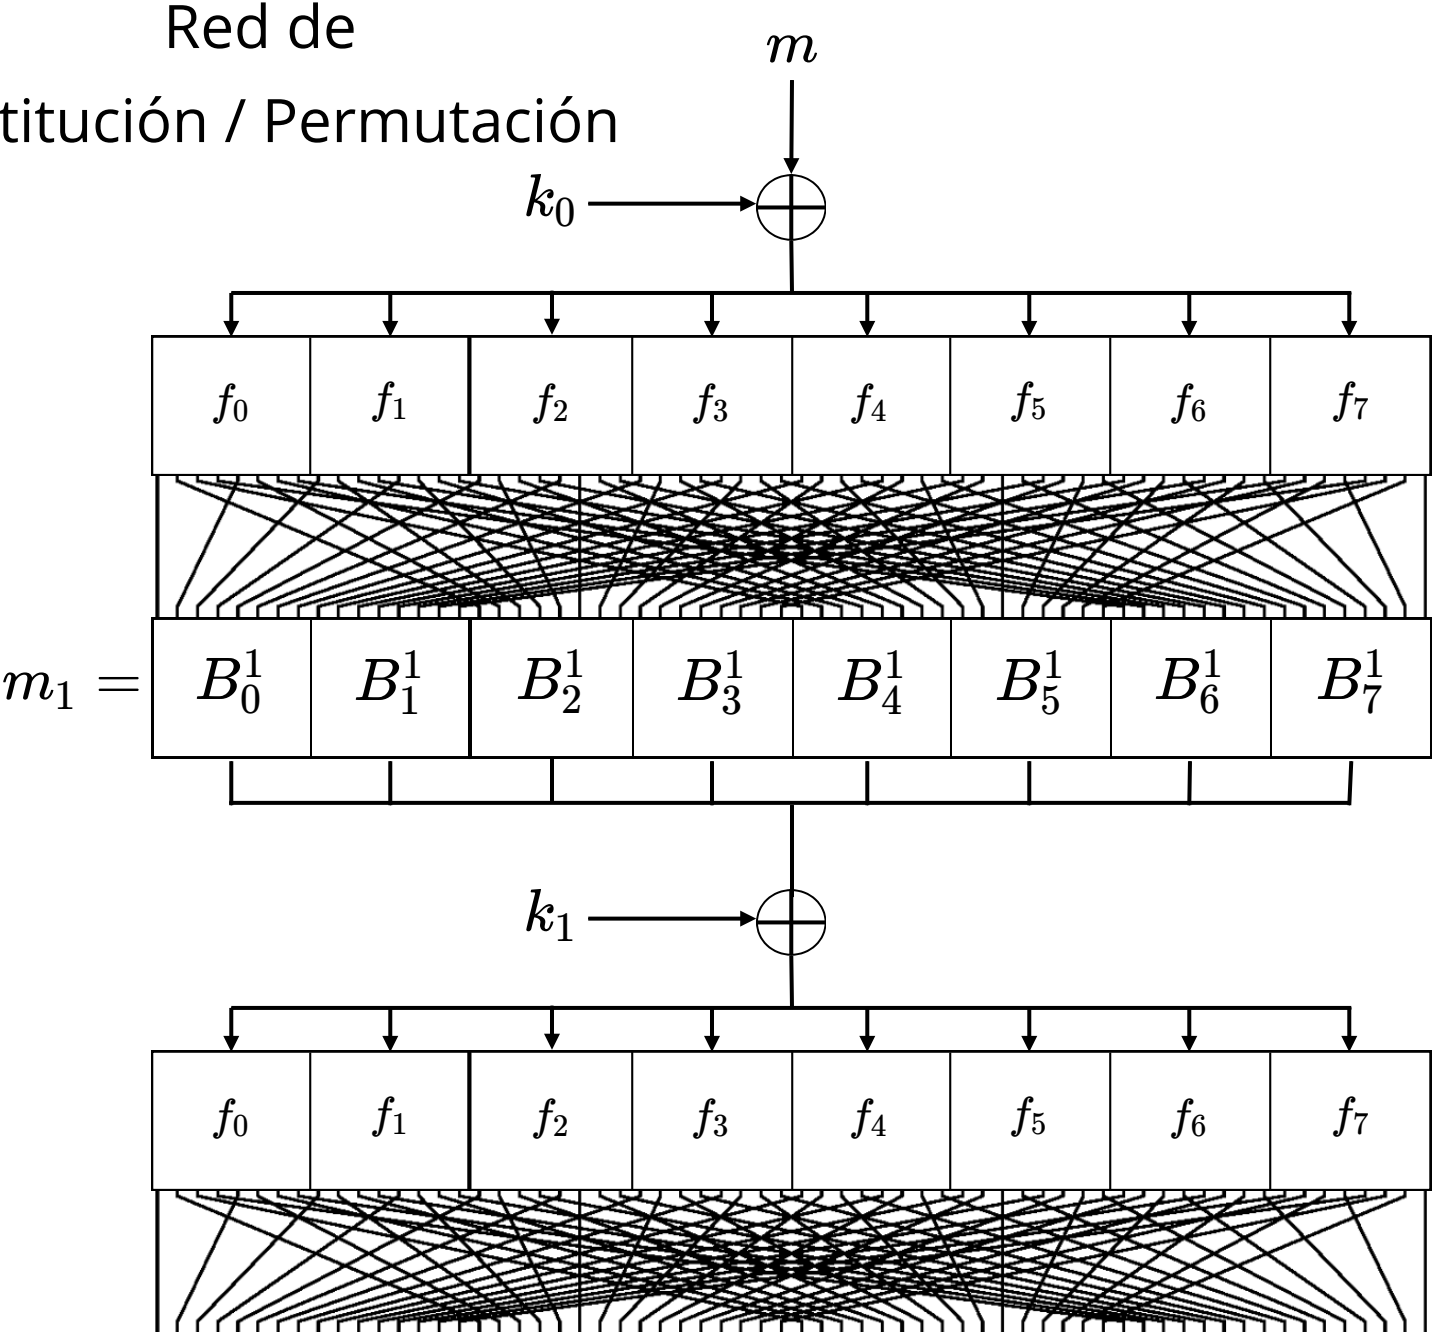 Red de
titución / Permutación
m
k₀
f₀ f₁ f₂ f₃ f₄ f₅ f₆ f₇
m₁ = B₀¹ B₁¹ B₂¹ B₃¹ B₄¹ B₅¹ B₆¹ B₇¹
k₁
f₀ f₁ f₂ f₃ f₄ f₅ f₆ f₇